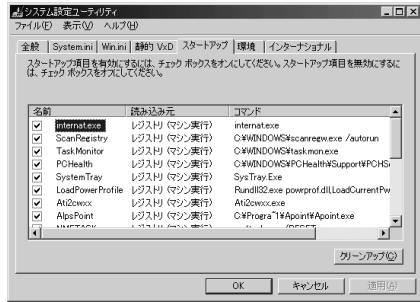 システム設定ユーティリティ
ファイル(F) 表示(V) ヘルプ(H)
全般 System.ini Win.ini 静的 VxD スタートアップ 環境 インターナショナル
スタートアップ項目を有効にするには、チェック ボックスをオンにしてください。スタートアップ項目を無効にするに
は、チェック ボックスをオフにしてください。
名前 読み込み元 コマンド
internat.exe レジストリ (マシン実行) internat.exe
ScanRegistry レジストリ (マシン実行) C:¥WINDOWS¥scanregw.exe /autorun
TaskMonitor レジストリ (マシン実行) C:¥WINDOWS¥taskmon.exe
PCHealth レジストリ (マシン実行) C:¥WINDOWS¥PCHealth¥Support¥PCHS
SystemTray レジストリ (マシン実行) SysTray.Exe
LoadPowerProfile レジストリ (マシン実行) Rundll32.exe powrprof.dll,LoadCurrentPw
Ati2cwxx レジストリ (マシン実行) Ati2cwxx.exe
AlpsPoint レジストリ (マシン実行) C:¥Progra~1¥Apoint¥Apoint.exe
クリーンアップ(C)
OK キャンセル 適用(A)